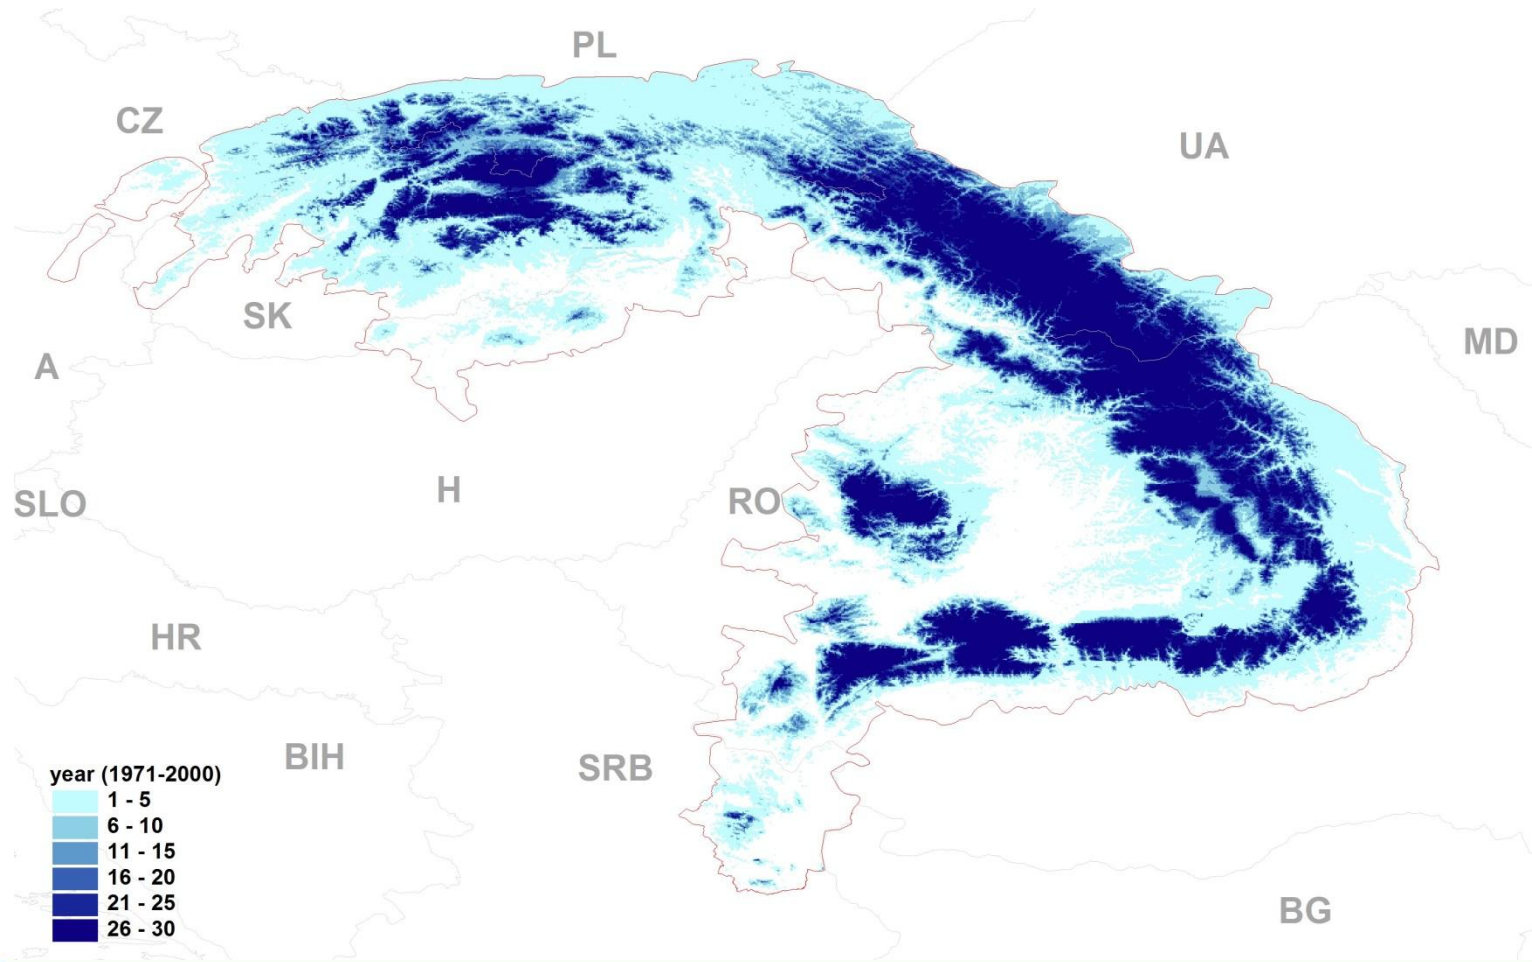 PL
CZ
UA
SK
MD
A
H
SLO
RO
HR
BIH
SRB
BG
year (1971-2000)
1 - 5
6 - 10
11 - 15
16 - 20
21 - 25
26 - 30